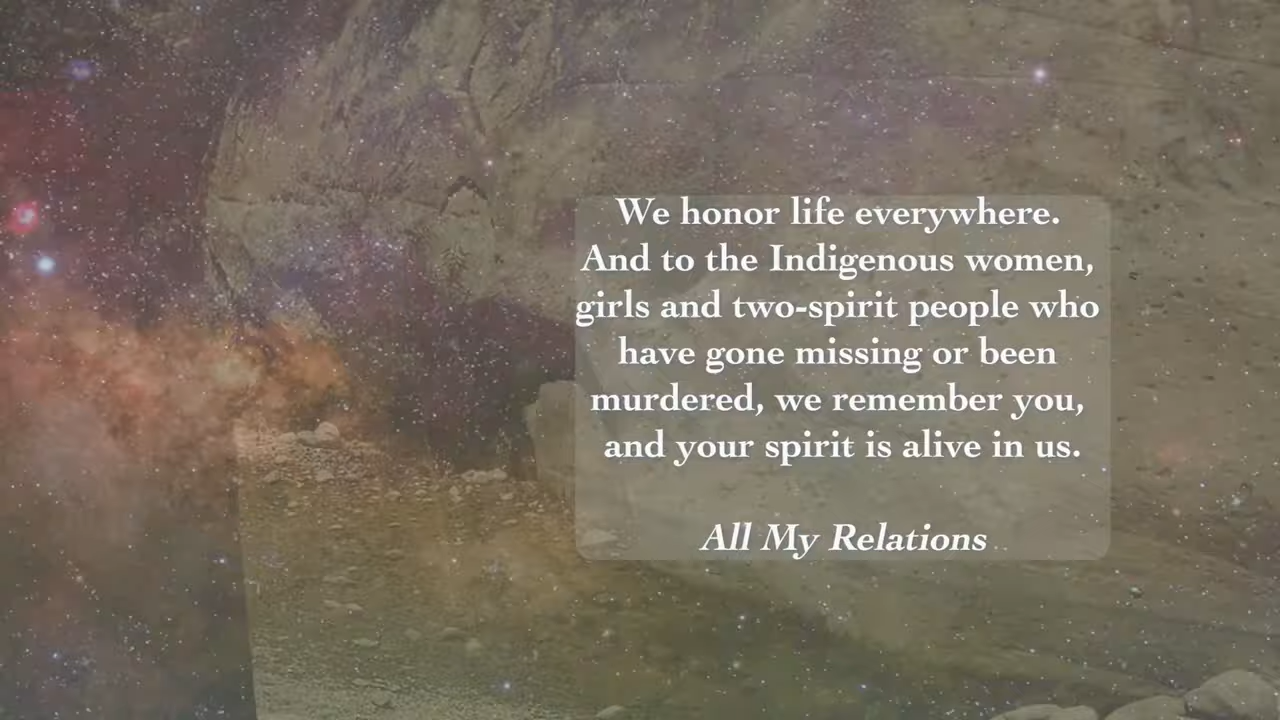 We honor life everywhere.
And to the Indigenous women,
girls and two-spirit people who
have gone missing or been
murdered, we remember you,
and your spirit is alive in us.
All My Relations